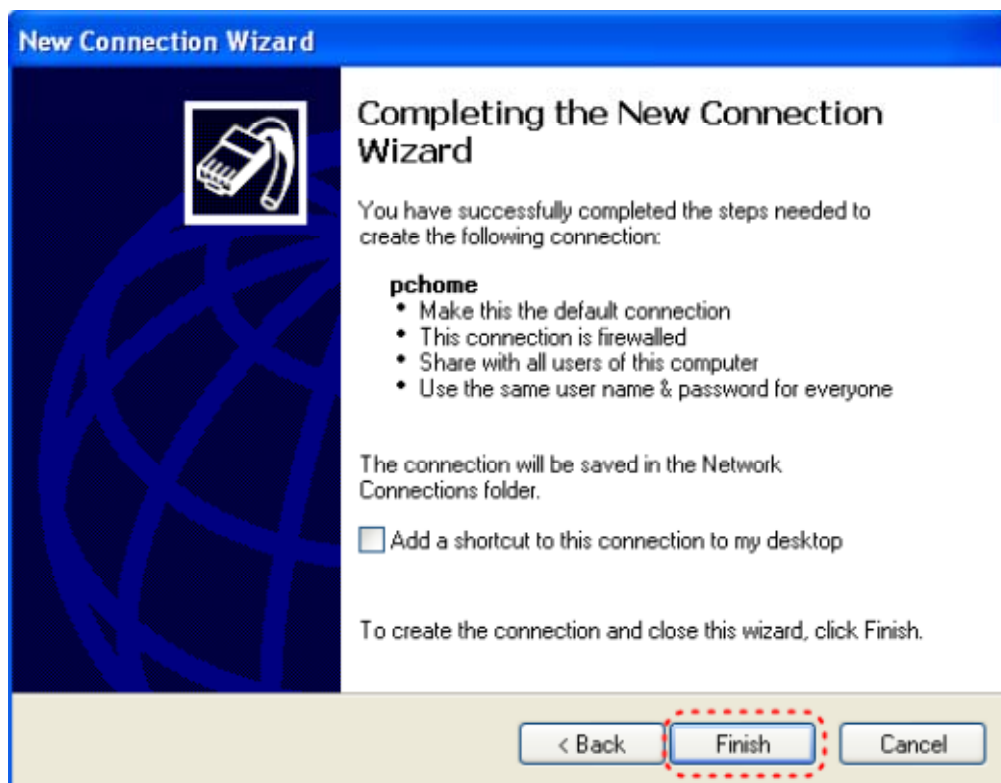 New Connection Wizard
Completing the New Connection
Wizard
You have successfully completed the steps needed to
create the following connection:
pchome
• Make this the default connection
• This connection is firewalled
• Share with all users of this computer
• Use the same user name & password for everyone
The connection will be saved in the Network
Connections folder.
Add a shortcut to this connection to my desktop
To create the connection and close this wizard, click Finish.
< Back Finish Cancel